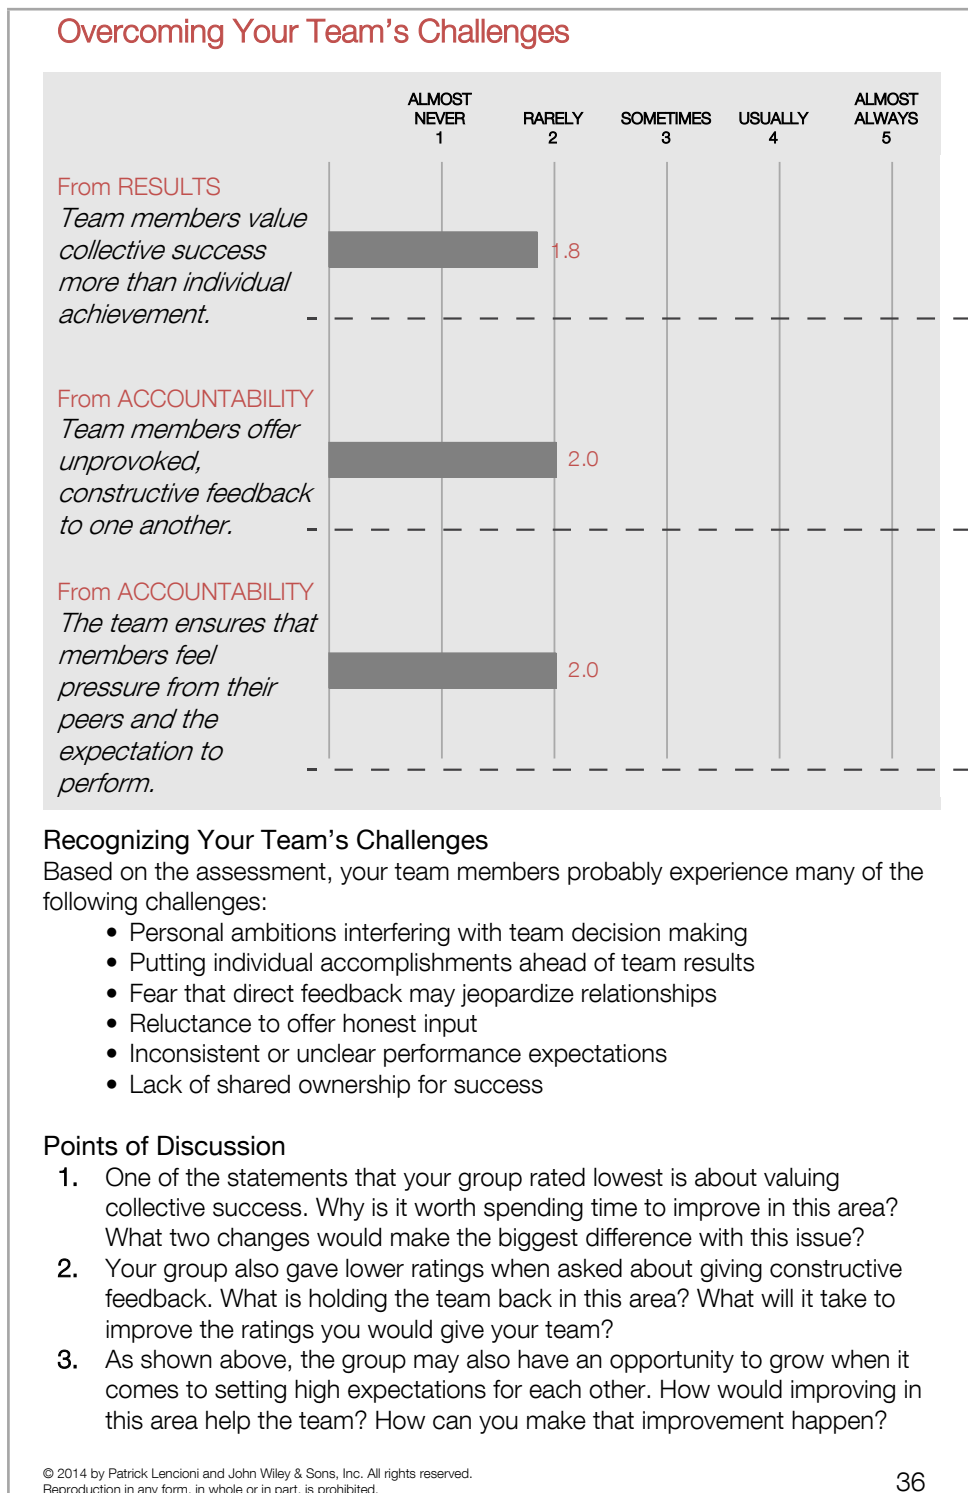 Overcoming Your Team's Challenges
ALMOST NEVER 1
RARELY 2
SOMETIMES 3
USUALLY 4
ALMOST ALWAYS 5
From RESULTS
Team members value
collective success
more than individual
achievement.
1.8
From ACCOUNTABILITY
Team members offer
unprovoked,
constructive feedback
to one another.
2.0
From ACCOUNTABILITY
The team ensures that
members feel
pressure from their
peers and the
expectation to
perform.
2.0
Recognizing Your Team's Challenges
Based on the assessment, your team members probably experience many of the
following challenges:
• Personal ambitions interfering with team decision making
• Putting individual accomplishments ahead of team results
• Fear that direct feedback may jeopardize relationships
• Reluctance to offer honest input
• Inconsistent or unclear performance expectations
• Lack of shared ownership for success
Points of Discussion
1. One of the statements that your group rated lowest is about valuing
collective success. Why is it worth spending time to improve in this area?
What two changes would make the biggest difference with this issue?
2. Your group also gave lower ratings when asked about giving constructive
feedback. What is holding the team back in this area? What will it take to
improve the ratings you would give your team?
3. As shown above, the group may also have an opportunity to grow when it
comes to setting high expectations for each other. How would improving in
this area help the team? How can you make that improvement happen?
© 2014 by Patrick Lencioni and John Wiley & Sons, Inc. All rights reserved.
Reproduction in any form, in whole or in part, is prohibited.
36